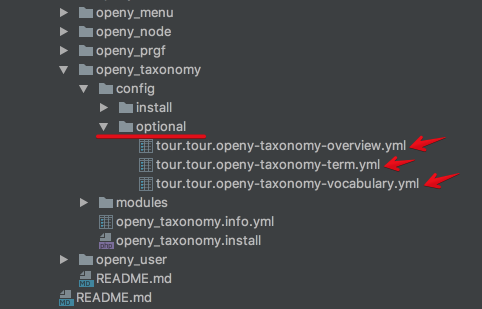 openy_menu
openy_node
openy_prgf
openy_taxonomy
config
install
optional
tour.tour.openy-taxonomy-overview.yml
tour.tour.openy-taxonomy-term.yml
tour.tour.openy-taxonomy-vocabulary.yml
modules
openy_taxonomy.info.yml
openy_taxonomy.install
openy_user
README.md
README.md